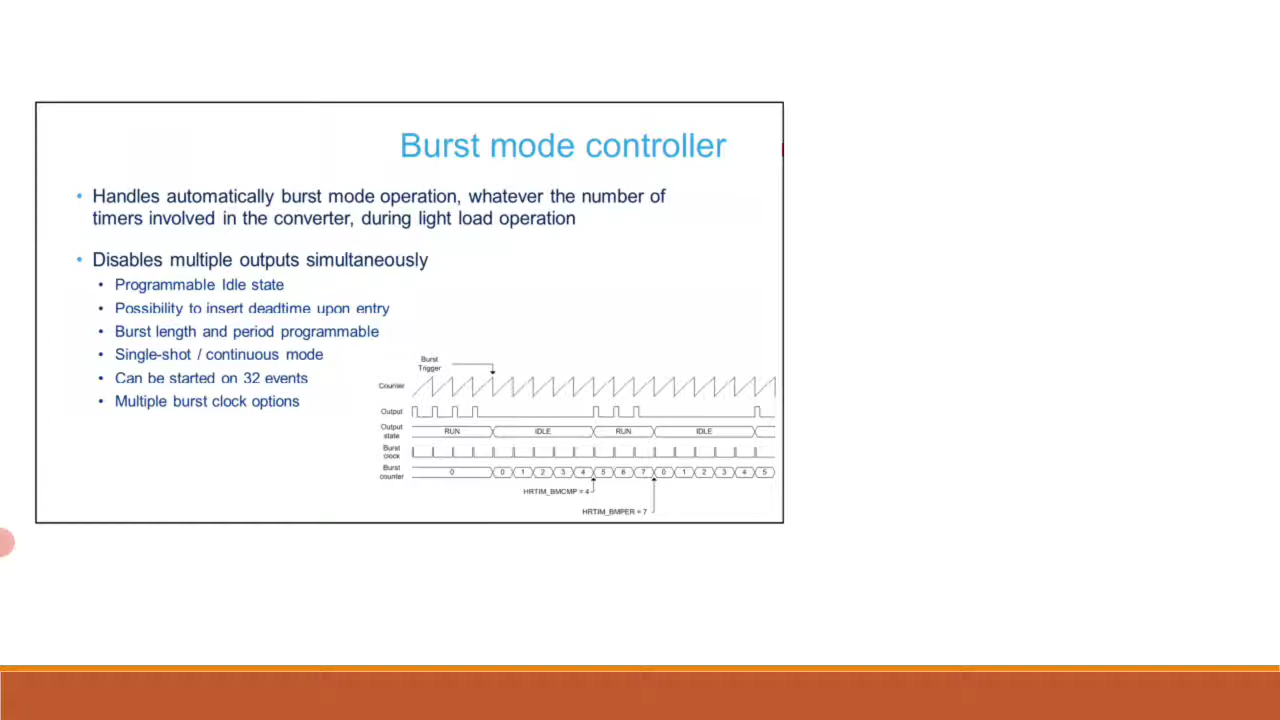 Burst mode controller
• Handles automatically burst mode operation, whatever the number of
timers involved in the converter, during light load operation
• Disables multiple outputs simultaneously
• Programmable Idle state
• Possibility to insert deadtime upon entry
• Burst length and period programmable
• Single-shot / continuous mode
• Can be started on 32 events
• Multiple burst clock options
Burst
Trigger
Counter
Output
Output
state
RUN IDLE RUN IDLE
Burst
clock
Burst
counter
0 0 1 2 3 4 5 6 7 0 1 2 3 4 5
HRTIM_BMCMP = 4
HRTIM_BMPER = 7